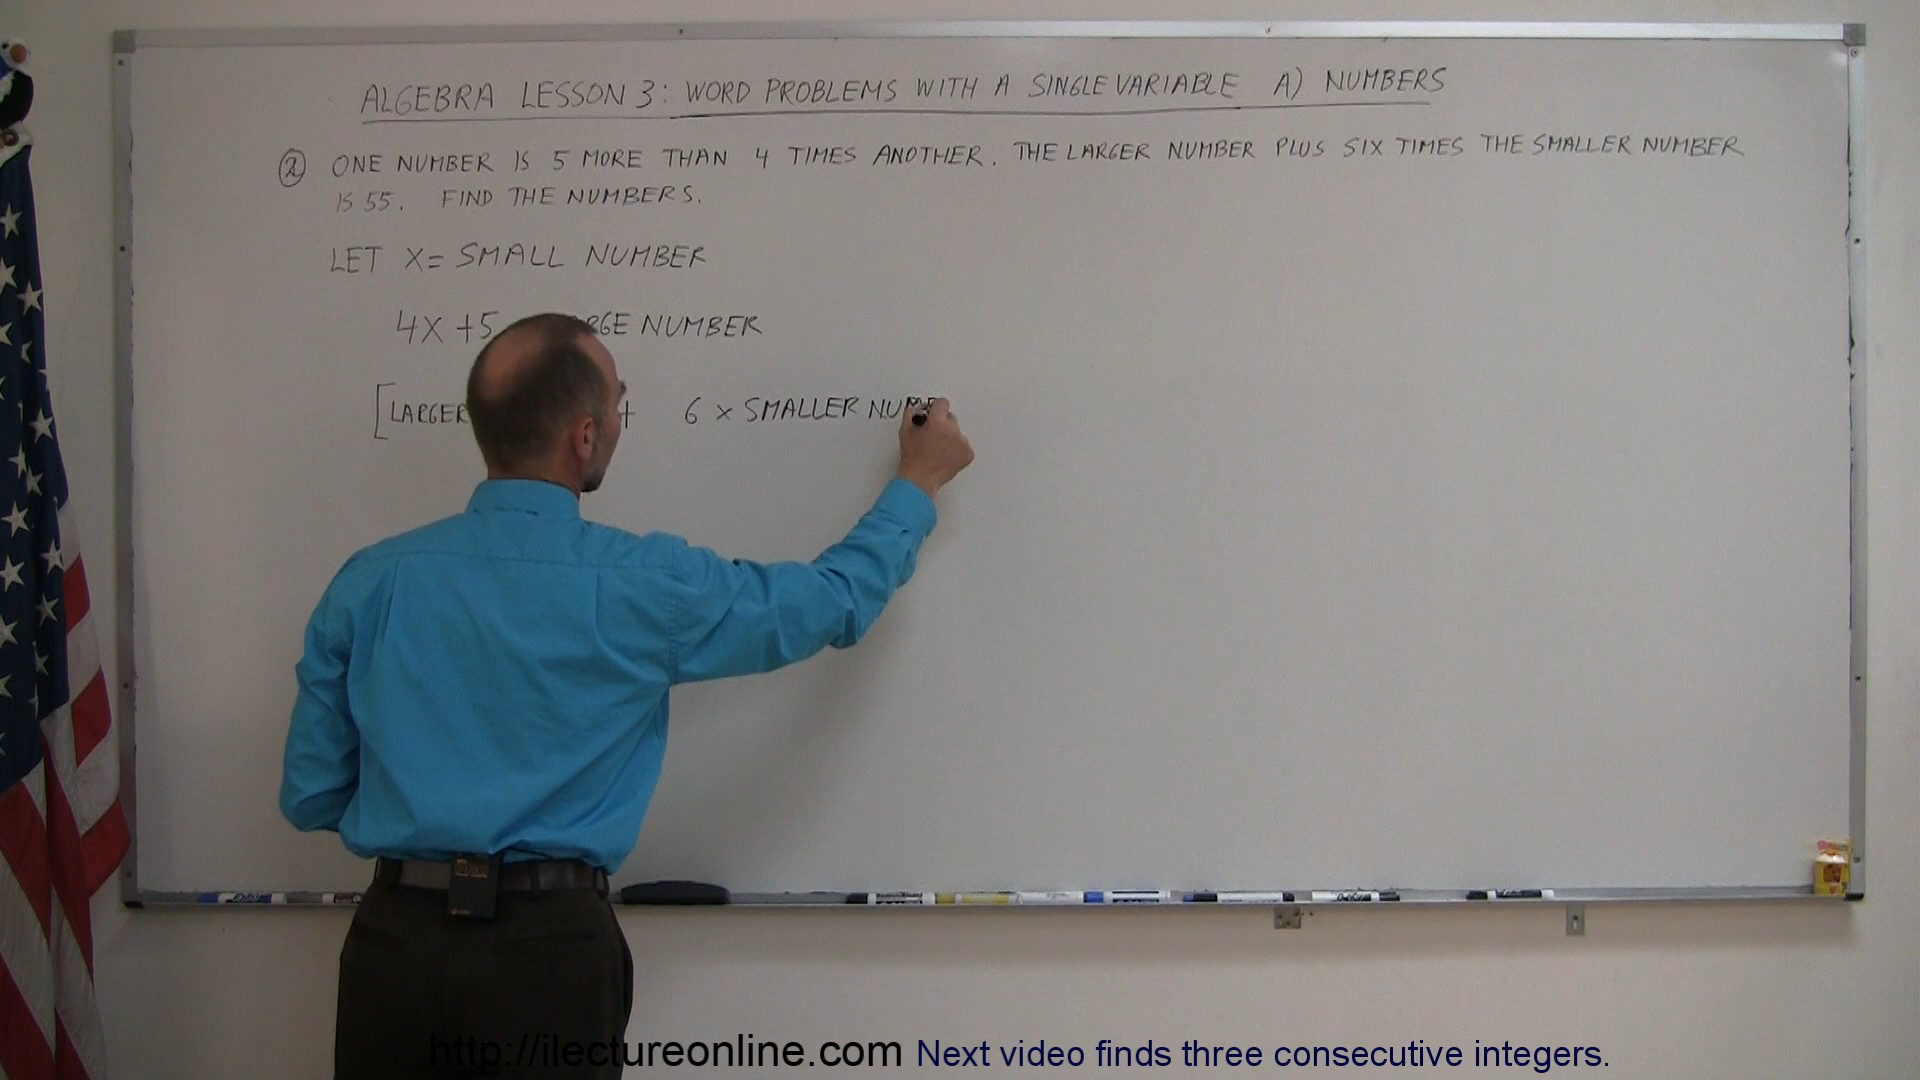 ALGEBRA LESSON 3: WORD PROBLEMS WITH A SINGLE VARIABLE A) NUMBERS
② ONE NUMBER IS 5 MORE THAN 4 TIMES ANOTHER. THE LARGER NUMBER PLUS SIX TIMES THE SMALLER NUMBER
IS 55. FIND THE NUMBERS.
LET X = SMALL NUMBER
4X + 5 NUMBER
[LARGER + 6 × SMALLER
http://ilectureonline.com Next video finds three consecutive integers.